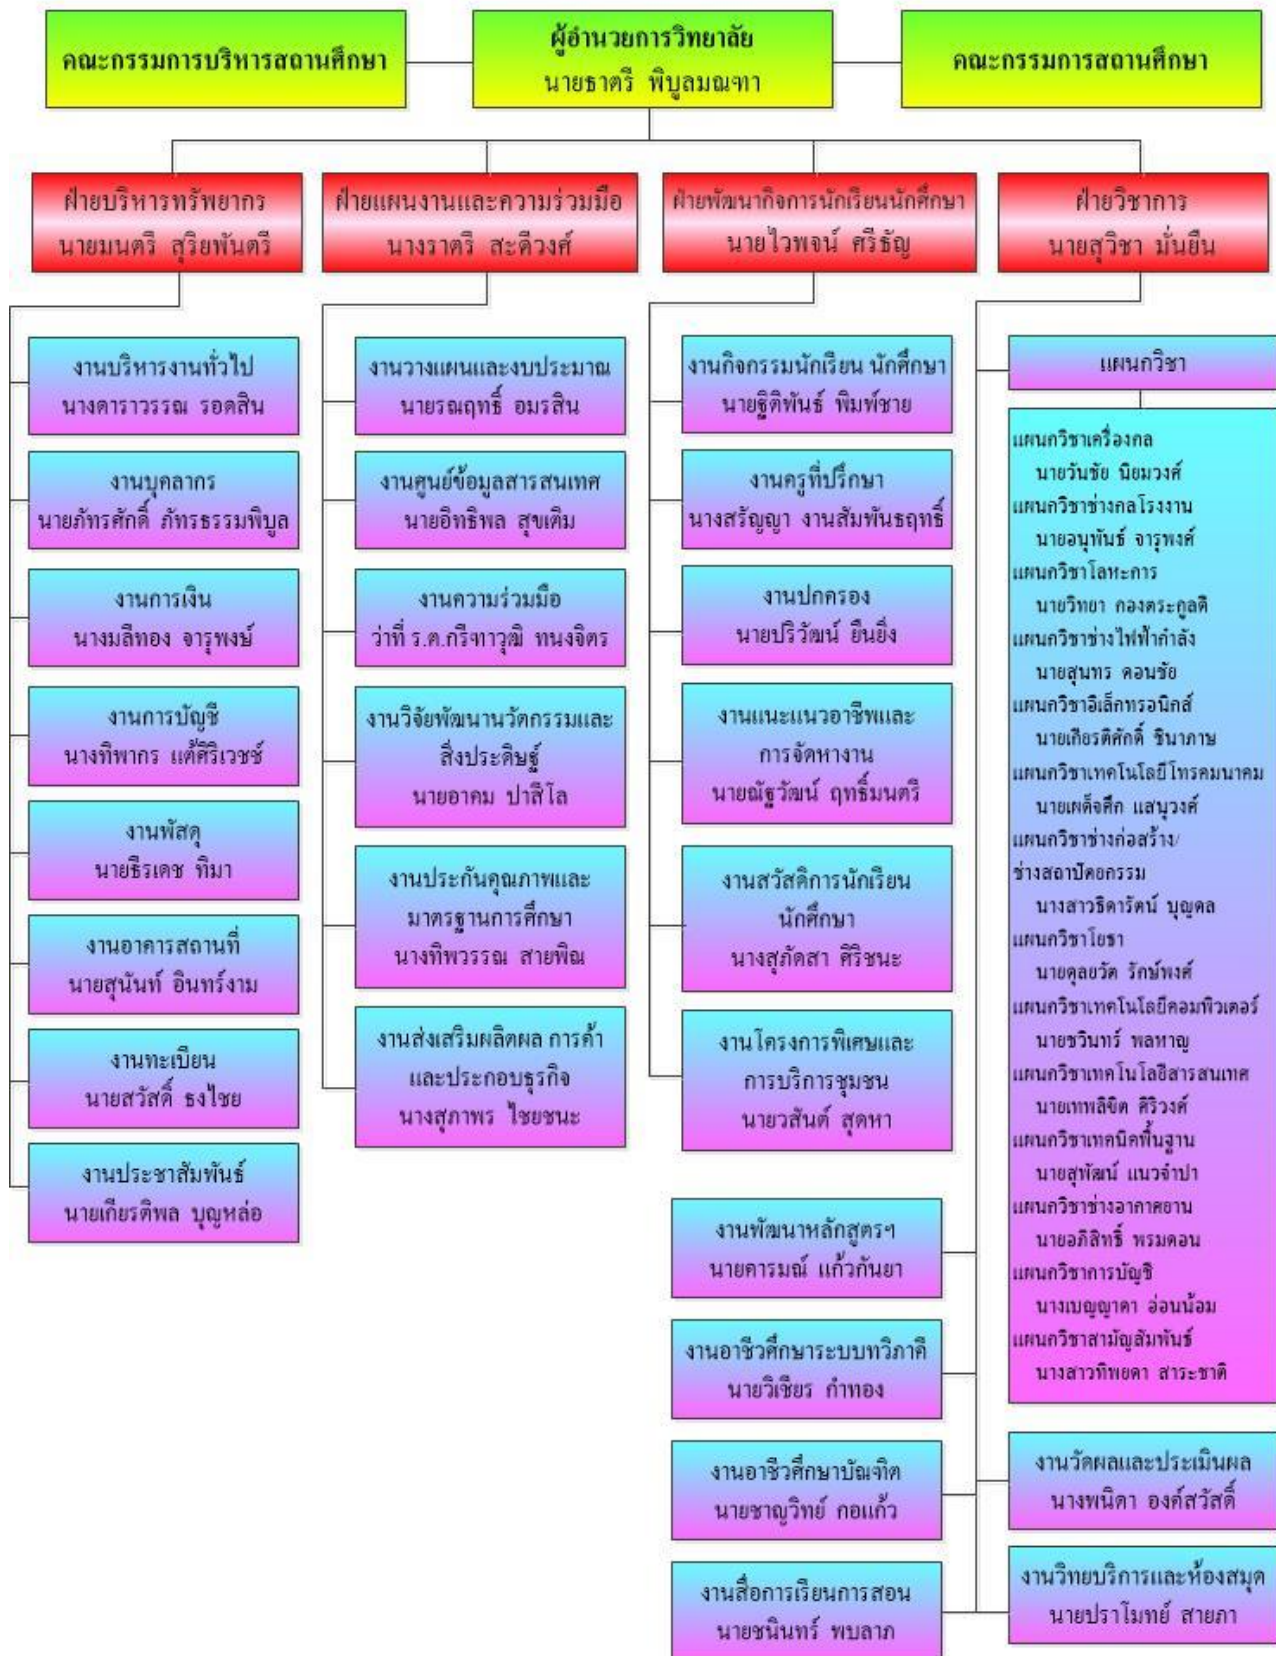 คณะกรรมการบริหารสถานศึกษา
ผู้อำนวยการวิทยาลัย
นายธาตรี พิบูลมณฑา
คณะกรรมการสถานศึกษา
ฝ่ายบริหารทรัพยากร
นายมนตรี สุริยพันตรี
ฝ่ายแผนงานและความร่วมมือ
นางราตรี สะดีวงศ์
ฝ่ายพัฒนากิจการนักเรียนนักศึกษา
นายไวพจน์ ศรีธัญ
ฝ่ายวิชาการ
นายสุวิชา มั่นยืน
งานบริหารงานทั่วไป
นางดาราวรรณ รอดสิน
งานบุคลากร
นายภัทรศักดิ์ ภัทรธรรมพิบูล
งานการเงิน
นางมลีทอง จารุพงษ์
งานการบัญชี
นางทิพากร แต้ศิริเวชช์
งานพัสดุ
นายธิรเดช ทิมา
งานอาคารสถานที่
นายสุนันท์ อินทร์งาม
งานทะเบียน
นายสวัสดิ์ ธงไชย
งานประชาสัมพันธ์
นายเกียรติพล บุญหล่อ
งานวางแผนและงบประมาณ
นายรณฤทธิ์ อมรสิน
งานศูนย์ข้อมูลสารสนเทศ
นายอิทธิพล สุขเติม
งานความร่วมมือ
ว่าที่ ร.ต.กรีฑาวุฒิ ทนงจิตร
งานวิจัยพัฒนานวัตกรรมและ
สิ่งประดิษฐ์
นายอาคม ปาสีโล
งานประกันคุณภาพและ
มาตรฐานการศึกษา
นางทิพวรรณ สายพิณ
งานส่งเสริมผลิตผล การค้า
และประกอบธุรกิจ
นางสุภาพร ไชยชนะ
งานกิจกรรมนักเรียน นักศึกษา
นายฐิติพันธ์ พิมพ์ชาย
งานครูที่ปรึกษา
นางสรัญญา งานสัมพันธฤทธิ์
งานปกครอง
นายปริวัฒน์ ยืนยิ่ง
งานแนะแนวอาชีพและ
การจัดหางาน
นายณัฐวัฒน์ ฤทธิ์มนตรี
งานสวัสดิการนักเรียน
นักศึกษา
นางสุภัดสา ศิริชนะ
งานโครงการพิเศษและ
การบริการชุมชน
นายวสันต์ สุดหา
แผนกวิชา
แผนกวิชาเครื่องกล
นายวันชัย นิยมวงศ์
แผนกวิชาช่างกลโรงงาน
นายอนุพันธ์ จารุพงศ์
แผนกวิชาโลหะการ
นายวิทยา กองตระกูลดี
แผนกวิชาช่างไฟฟ้ากำลัง
นายสุนทร ดอนชัย
แผนกวิชาอิเล็กทรอนิกส์
นายเกียรติศักดิ์ ชินาภาษ
แผนกวิชาเทคโนโลยีโทรคมนาคม
นายเผด็จศึก แสนุวงศ์
แผนกวิชาช่างก่อสร้าง/
ช่างสถาปัตยกรรม
นางสาวธิดารัตน์ บุญดล
แผนกวิชาโยธา
นายดุลยวัต รักษ์พงศ์
แผนกวิชาเทคโนโลยีคอมพิวเตอร์
นายชวินทร์ พลหาญ
แผนกวิชาเทคโนโลยีสารสนเทศ
นายเทพลิขิต ศิริวงศ์
แผนกวิชาเทคนิคพื้นฐาน
นายสุพัฒน์ แนวจำปา
แผนกวิชาช่างอากาศยาน
นายอภิสิทธิ์ พรมดอน
แผนกวิชาการบัญชี
นางเบญญาดา อ่อนน้อม
แผนกวิชาสามัญสัมพันธ์
นางสาวทิพยดา สาระชาติ
งานพัฒนาหลักสูตรฯ
นายคารมณ์ แก้วกันยา
งานอาชีวศึกษาระบบทวิภาคี
นายวิเชียร กำทอง
งานอาชีวศึกษาบัณฑิต
นายชาญวิทย์ กอแก้ว
งานสื่อการเรียนการสอน
นายชนินทร์ พบลาภ
งานวัดผลและประเมินผล
นางพนิดา องค์สวัสดิ์
งานวิทยบริการและห้องสมุด
นายปราโมทย์ สายภา